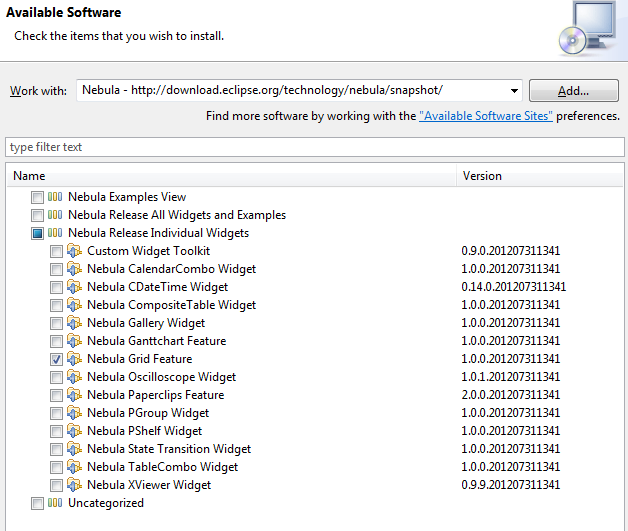 Available Software
Check the items that you wish to install.
Work with: Nebula - http://download.eclipse.org/technology/nebula/snapshot/ Add...
Find more software by working with the "Available Software Sites" preferences.
type filter text
Name Version
Nebula Examples View
Nebula Release All Widgets and Examples
Nebula Release Individual Widgets
Custom Widget Toolkit 0.9.0.201207311341
Nebula CalendarCombo Widget 1.0.0.201207311341
Nebula CDateTime Widget 0.14.0.201207311341
Nebula CompositeTable Widget 1.0.0.201207311341
Nebula Gallery Widget 1.0.0.201207311341
Nebula Ganttchart Feature 1.0.0.201207311341
Nebula Grid Feature 1.0.0.201207311341
Nebula Oscilloscope Widget 1.0.1.201207311341
Nebula Paperclips Feature 2.0.0.201207311341
Nebula PGroup Widget 1.0.0.201207311341
Nebula PShelf Widget 1.0.0.201207311341
Nebula State Transition Widget 1.0.0.201207311341
Nebula TableCombo Widget 1.0.0.201207311341
Nebula XViewer Widget 0.9.9.201207311341
Uncategorized